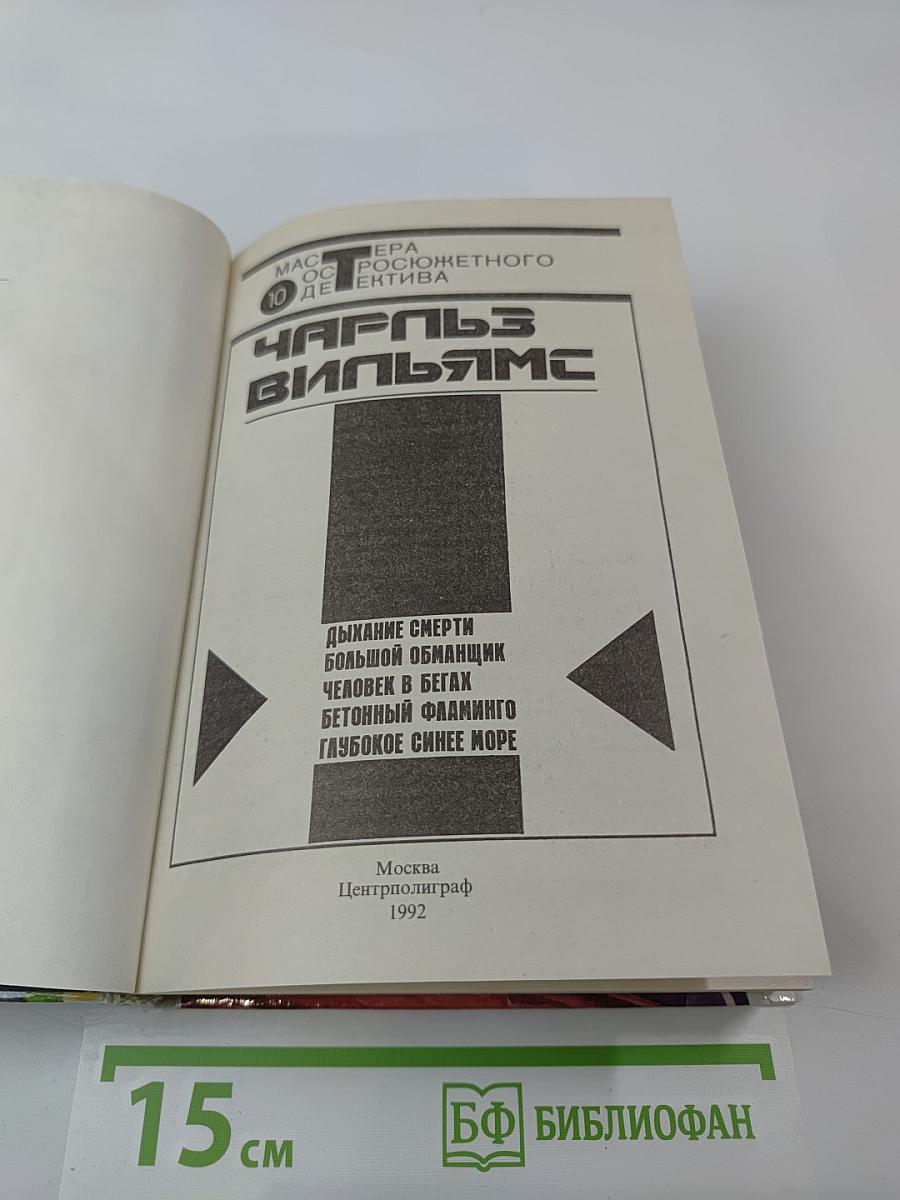 МАСТЕРА
ОСТРОСЮЖЕТНОГО
10 ДЕТЕКТИВА
ЧАРЛЬЗ
ВИЛЬЯМС
ДЫХАНИЕ СМЕРТИ
БОЛЬШОЙ ОБМАНЩИК
ЧЕЛОВЕК В БЕГАХ
БЕТОННЫЙ ФЛАМИНГО
ГЛУБОКОЕ СИНЕЕ МОРЕ
Москва
Центрполиграф
1992
15 см
БФ БИБЛИОФАН